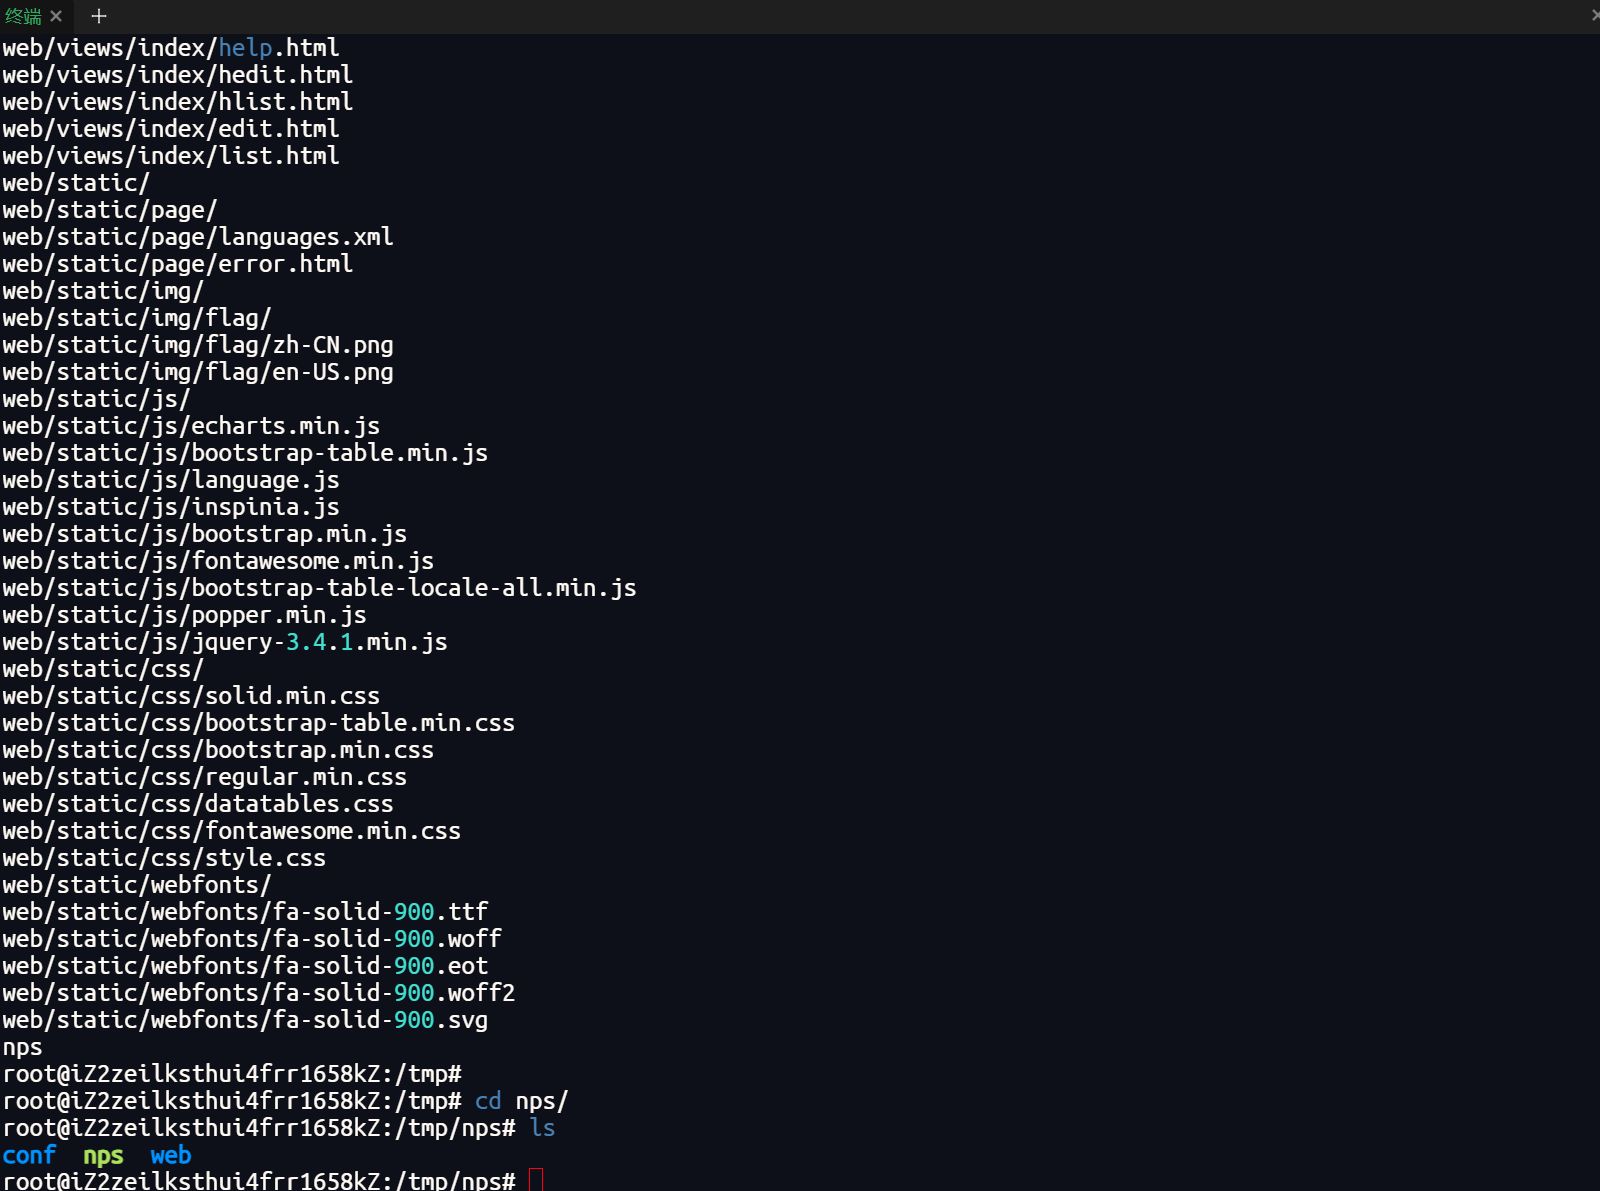 终端 × +
web/views/index/help.html
web/views/index/hedit.html
web/views/index/hlist.html
web/views/index/edit.html
web/views/index/list.html
web/static/
web/static/page/
web/static/page/languages.xml
web/static/page/error.html
web/static/img/
web/static/img/flag/
web/static/img/flag/zh-CN.png
web/static/img/flag/en-US.png
web/static/js/
web/static/js/echarts.min.js
web/static/js/bootstrap-table.min.js
web/static/js/language.js
web/static/js/inspinia.js
web/static/js/bootstrap.min.js
web/static/js/fontawesome.min.js
web/static/js/bootstrap-table-locale-all.min.js
web/static/js/popper.min.js
web/static/js/jquery-3.4.1.min.js
web/static/css/
web/static/css/solid.min.css
web/static/css/bootstrap-table.min.css
web/static/css/bootstrap.min.css
web/static/css/regular.min.css
web/static/css/datatables.css
web/static/css/fontawesome.min.css
web/static/css/style.css
web/static/webfonts/
web/static/webfonts/fa-solid-900.ttf
web/static/webfonts/fa-solid-900.woff
web/static/webfonts/fa-solid-900.eot
web/static/webfonts/fa-solid-900.woff2
web/static/webfonts/fa-solid-900.svg
nps
root@iZ2zeilksthui4frr1658kZ:/tmp#
root@iZ2zeilksthui4frr1658kZ:/tmp# cd nps/
root@iZ2zeilksthui4frr1658kZ:/tmp/nps# ls
conf nps web
root@iZ2zeilksthui4frr1658kZ:/tmp/nps#